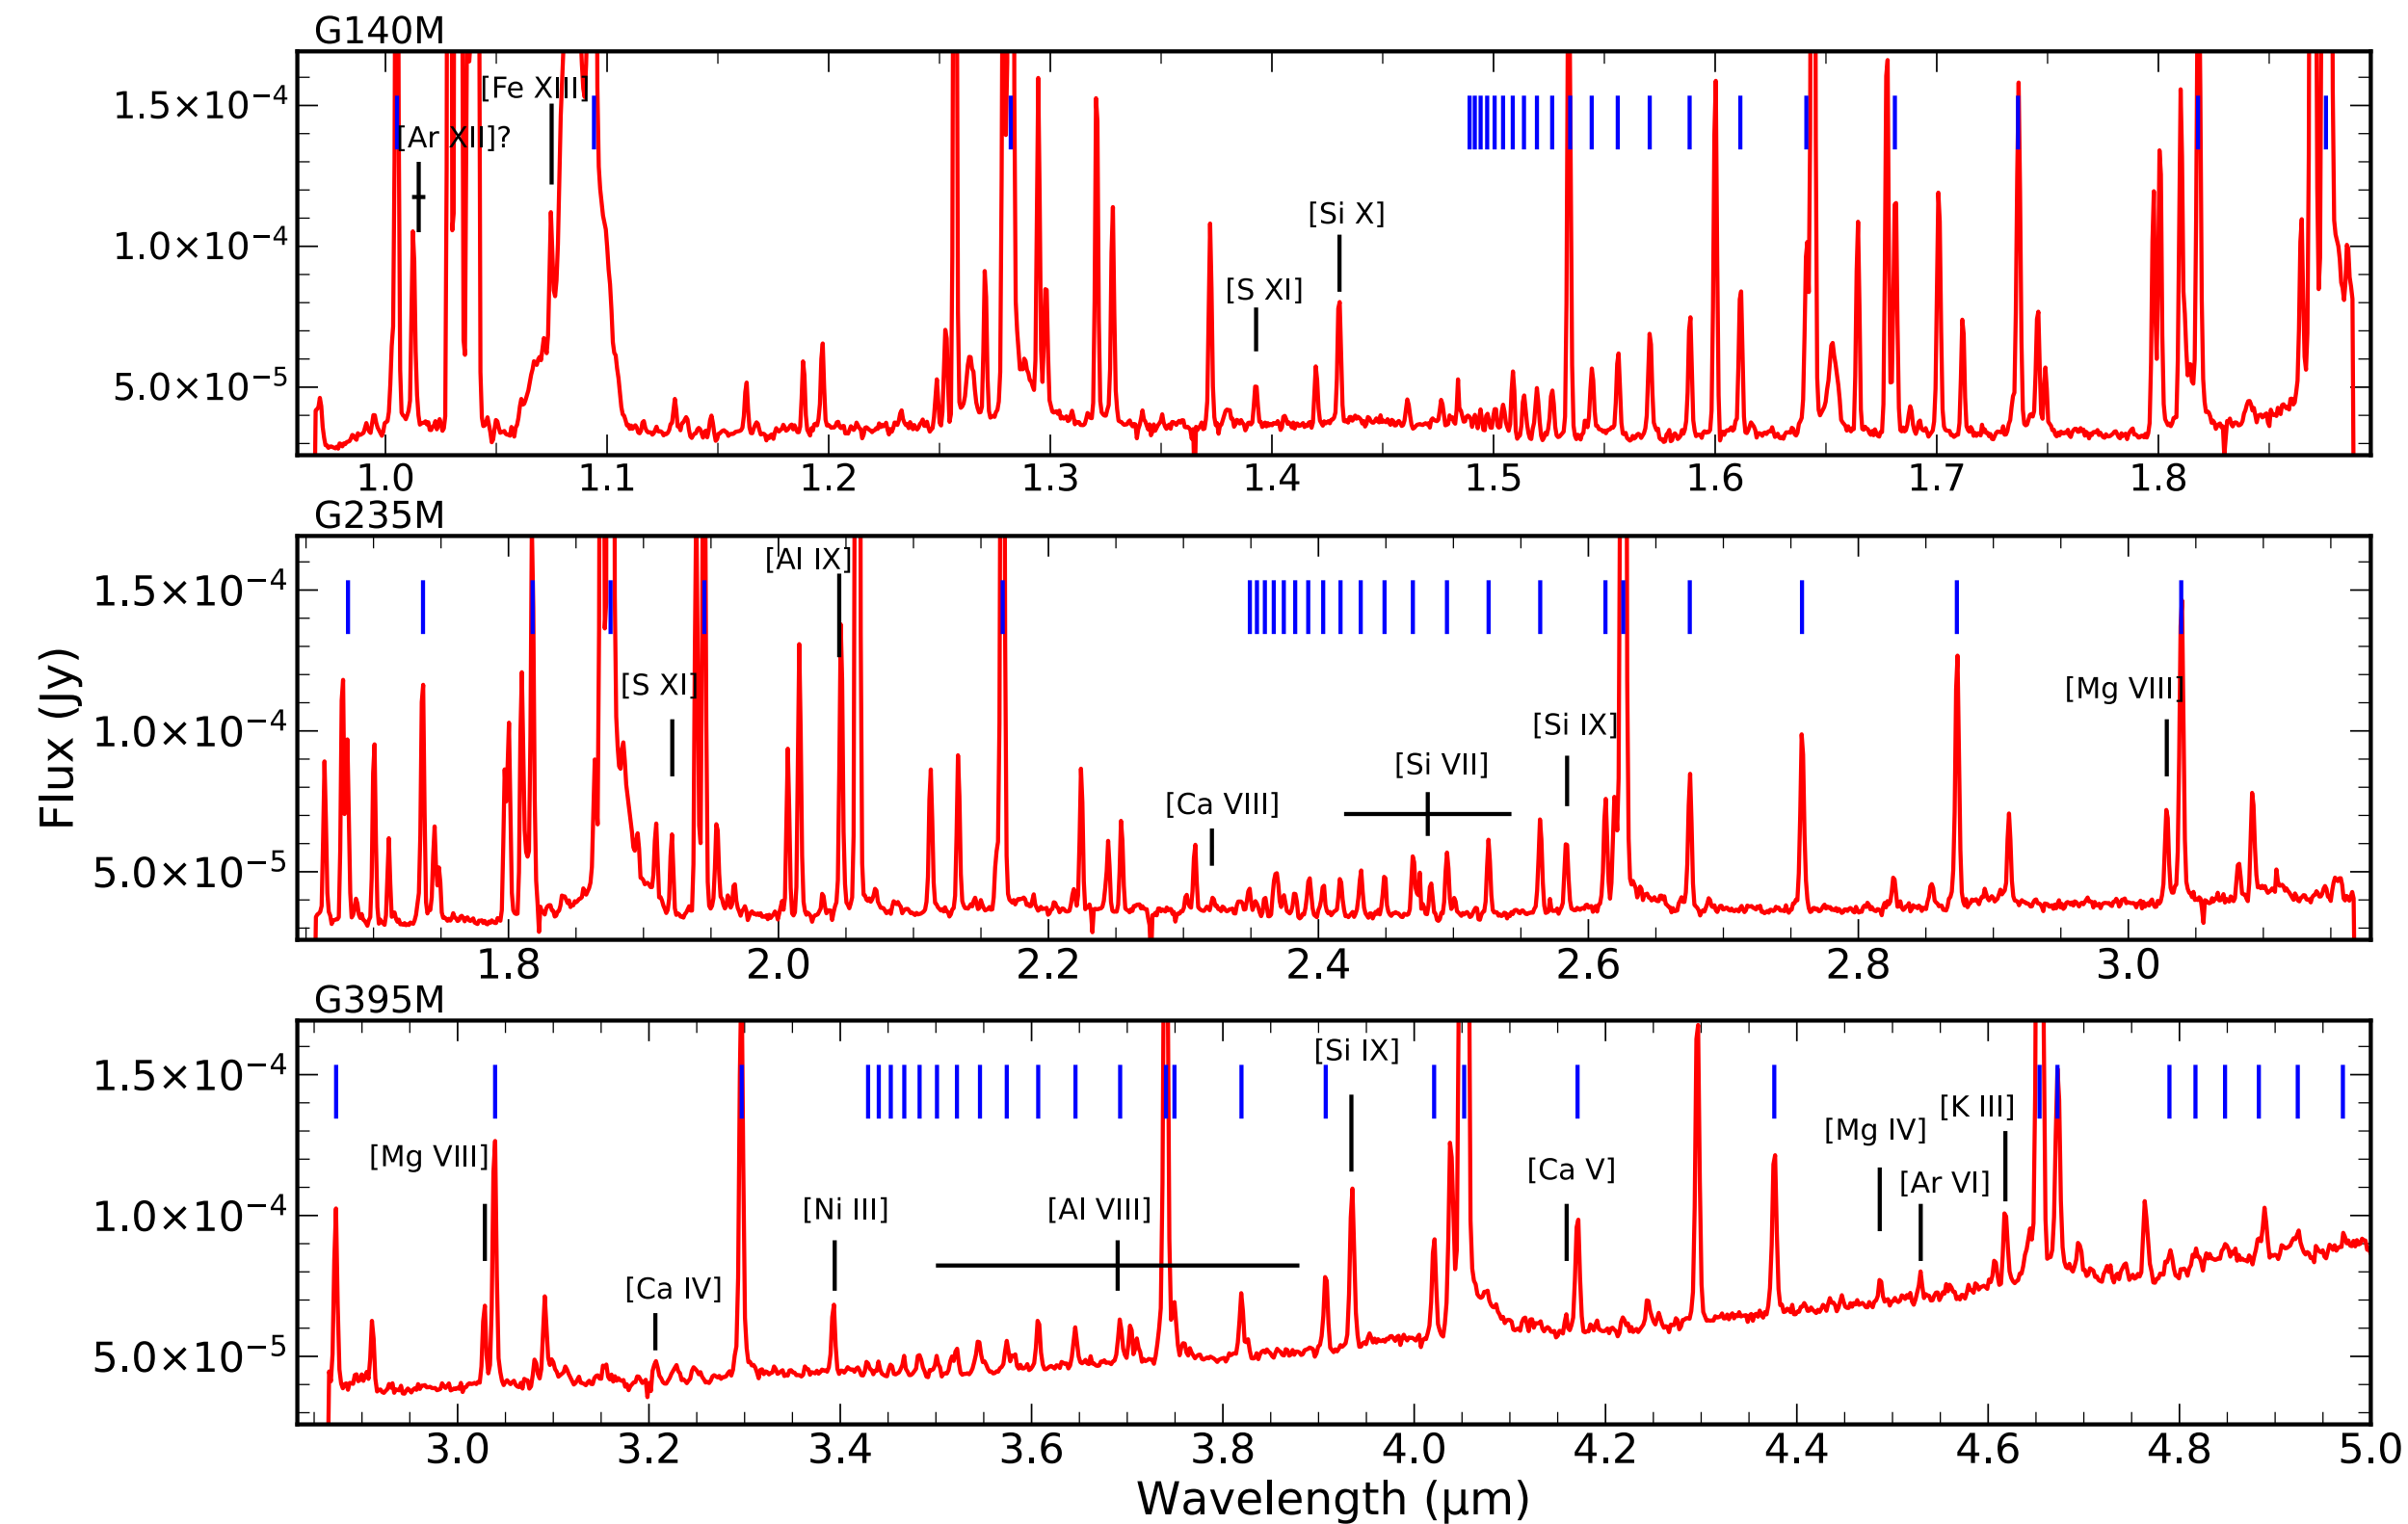 G140M
[Fe XIII]
[Ar XII]?
[Si X]
[S XI]
1.5×10⁻⁴
1.0×10⁻⁴
5.0×10⁻⁵
1.0 1.1 1.2 1.3 1.4 1.5 1.6 1.7 1.8
G235M
[Al IX]
[S XI]
[Mg VIII]
[Si IX]
[Si VII]
[Ca VIII]
1.5×10⁻⁴
1.0×10⁻⁴
5.0×10⁻⁵
Flux (Jy)
1.8 2.0 2.2 2.4 2.6 2.8 3.0
G395M
[Si IX]
[K III]
[Mg IV]
[Mg VIII]
[Ca V]
[Ar VI]
[Ni III]
[Al VIII]
[Ca IV]
1.5×10⁻⁴
1.0×10⁻⁴
5.0×10⁻⁵
3.0 3.2 3.4 3.6 3.8 4.0 4.2 4.4 4.6 4.8 5.0
Wavelength (μm)